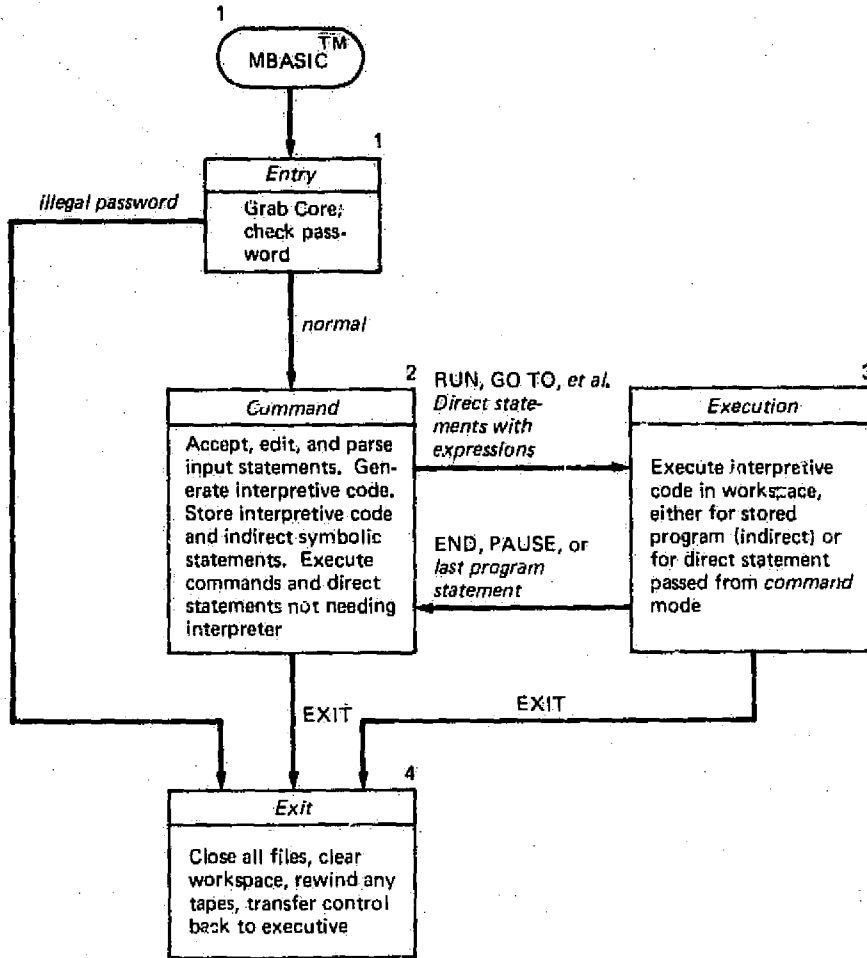 1
MBASIC TM
1
Entry
Grab Core;
check pass-
word
illegal password
normal
2
Command
Accept, edit, and parse
input statements. Gen-
erate interpretive code.
Store interpretive code
and indirect symbolic
statements. Execute
commands and direct
statements not needing
interpreter
RUN, GO TO, et al.
Direct state-
ments with
expressions
END, PAUSE, or
last program
statement
3
Execution
Execute interpretive
code in workspace,
either for stored
program (indirect) or
for direct statement
passed from command
mode
EXIT
EXIT
4
Exit
Close all files, clear
workspace, rewind any
tapes, transfer control
back to executive